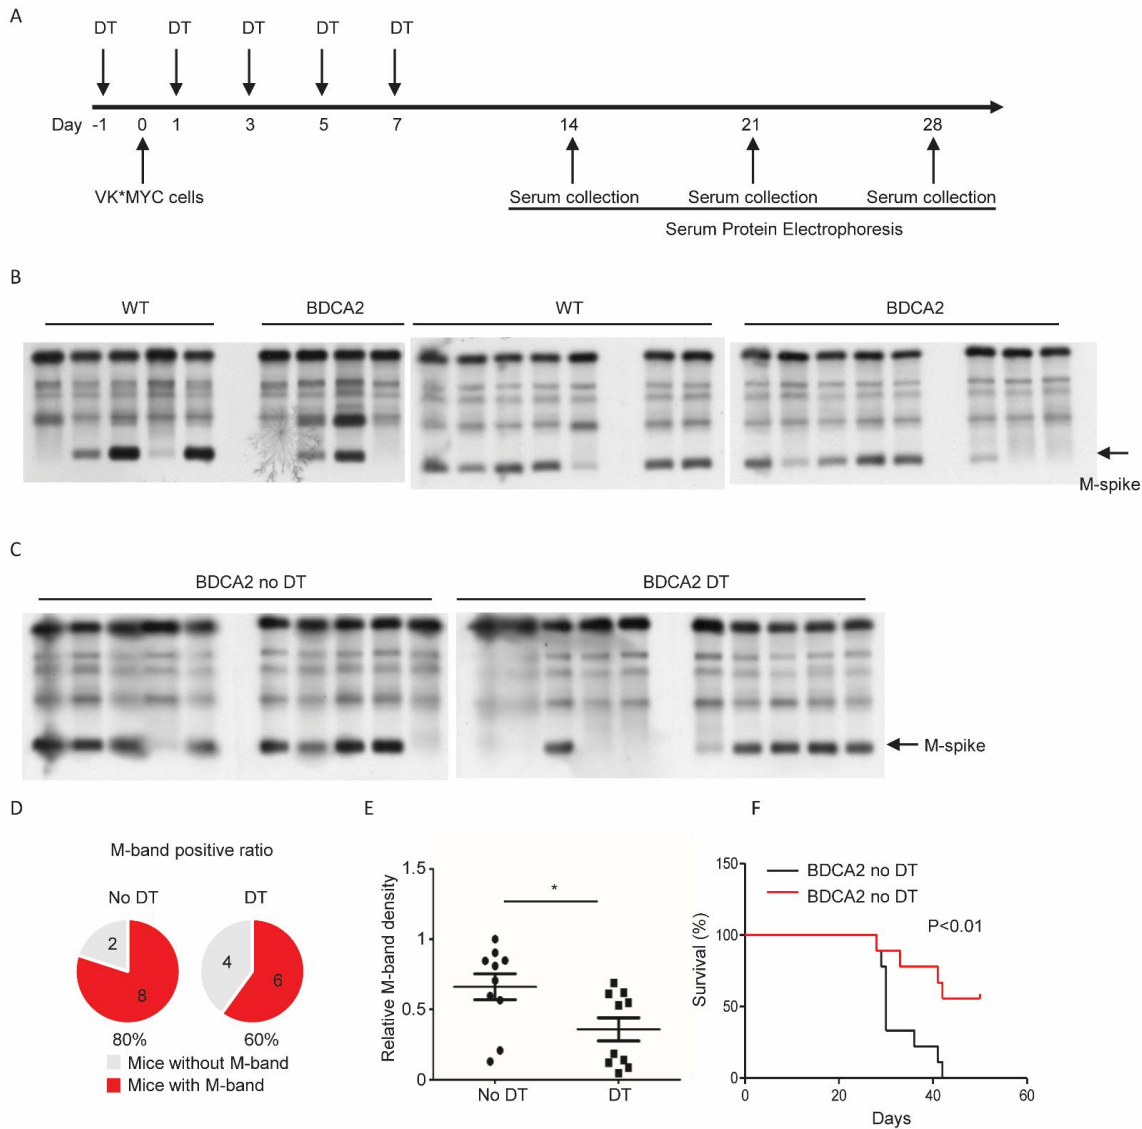 A
DT DT DT DT DT
Day -1 0 1 3 5 7 14 21 28
VK*MYC cells Serum collection Serum collection Serum collection
Serum Protein Electrophoresis
B
WT BDCA2 WT BDCA2
M-spike
C
BDCA2 no DT BDCA2 DT
M-spike
D
M-band positive ratio
No DT DT
2 8 4 6
80% 60%
Mice without M-band
Mice with M-band
E
Relative M-band density
1.5
1
0.5
0
*
No DT DT
F
Survival (%)
150
100
50
0
BDCA2 no DT
BDCA2 no DT
P<0.01
0 20 40 60
Days